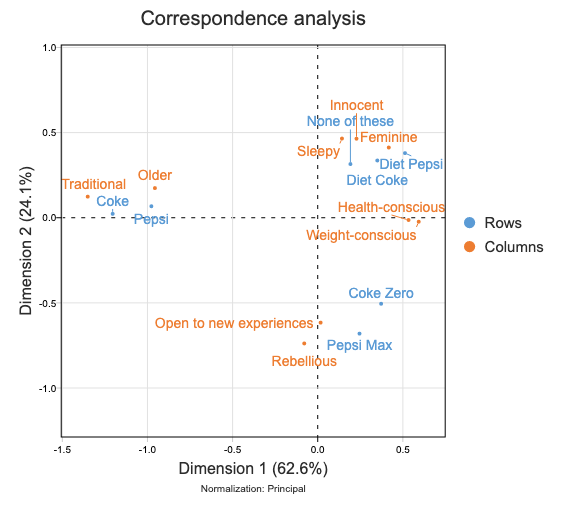 Correspondence analysis
1.0
Innocent
None of these
0.5
Feminine
Sleepy
Diet Pepsi
Older
Diet Coke
Traditional
Coke
Health-conscious
0.0
Pepsi
Rows
Weight-conscious
Columns
Dimension 2 (24.1%)
Coke Zero
-0.5
Open to new experiences
Pepsi Max
Rebellious
-1.0
-1.5 -1.0 -0.5 0.0 0.5
Dimension 1 (62.6%)
Normalization: Principal